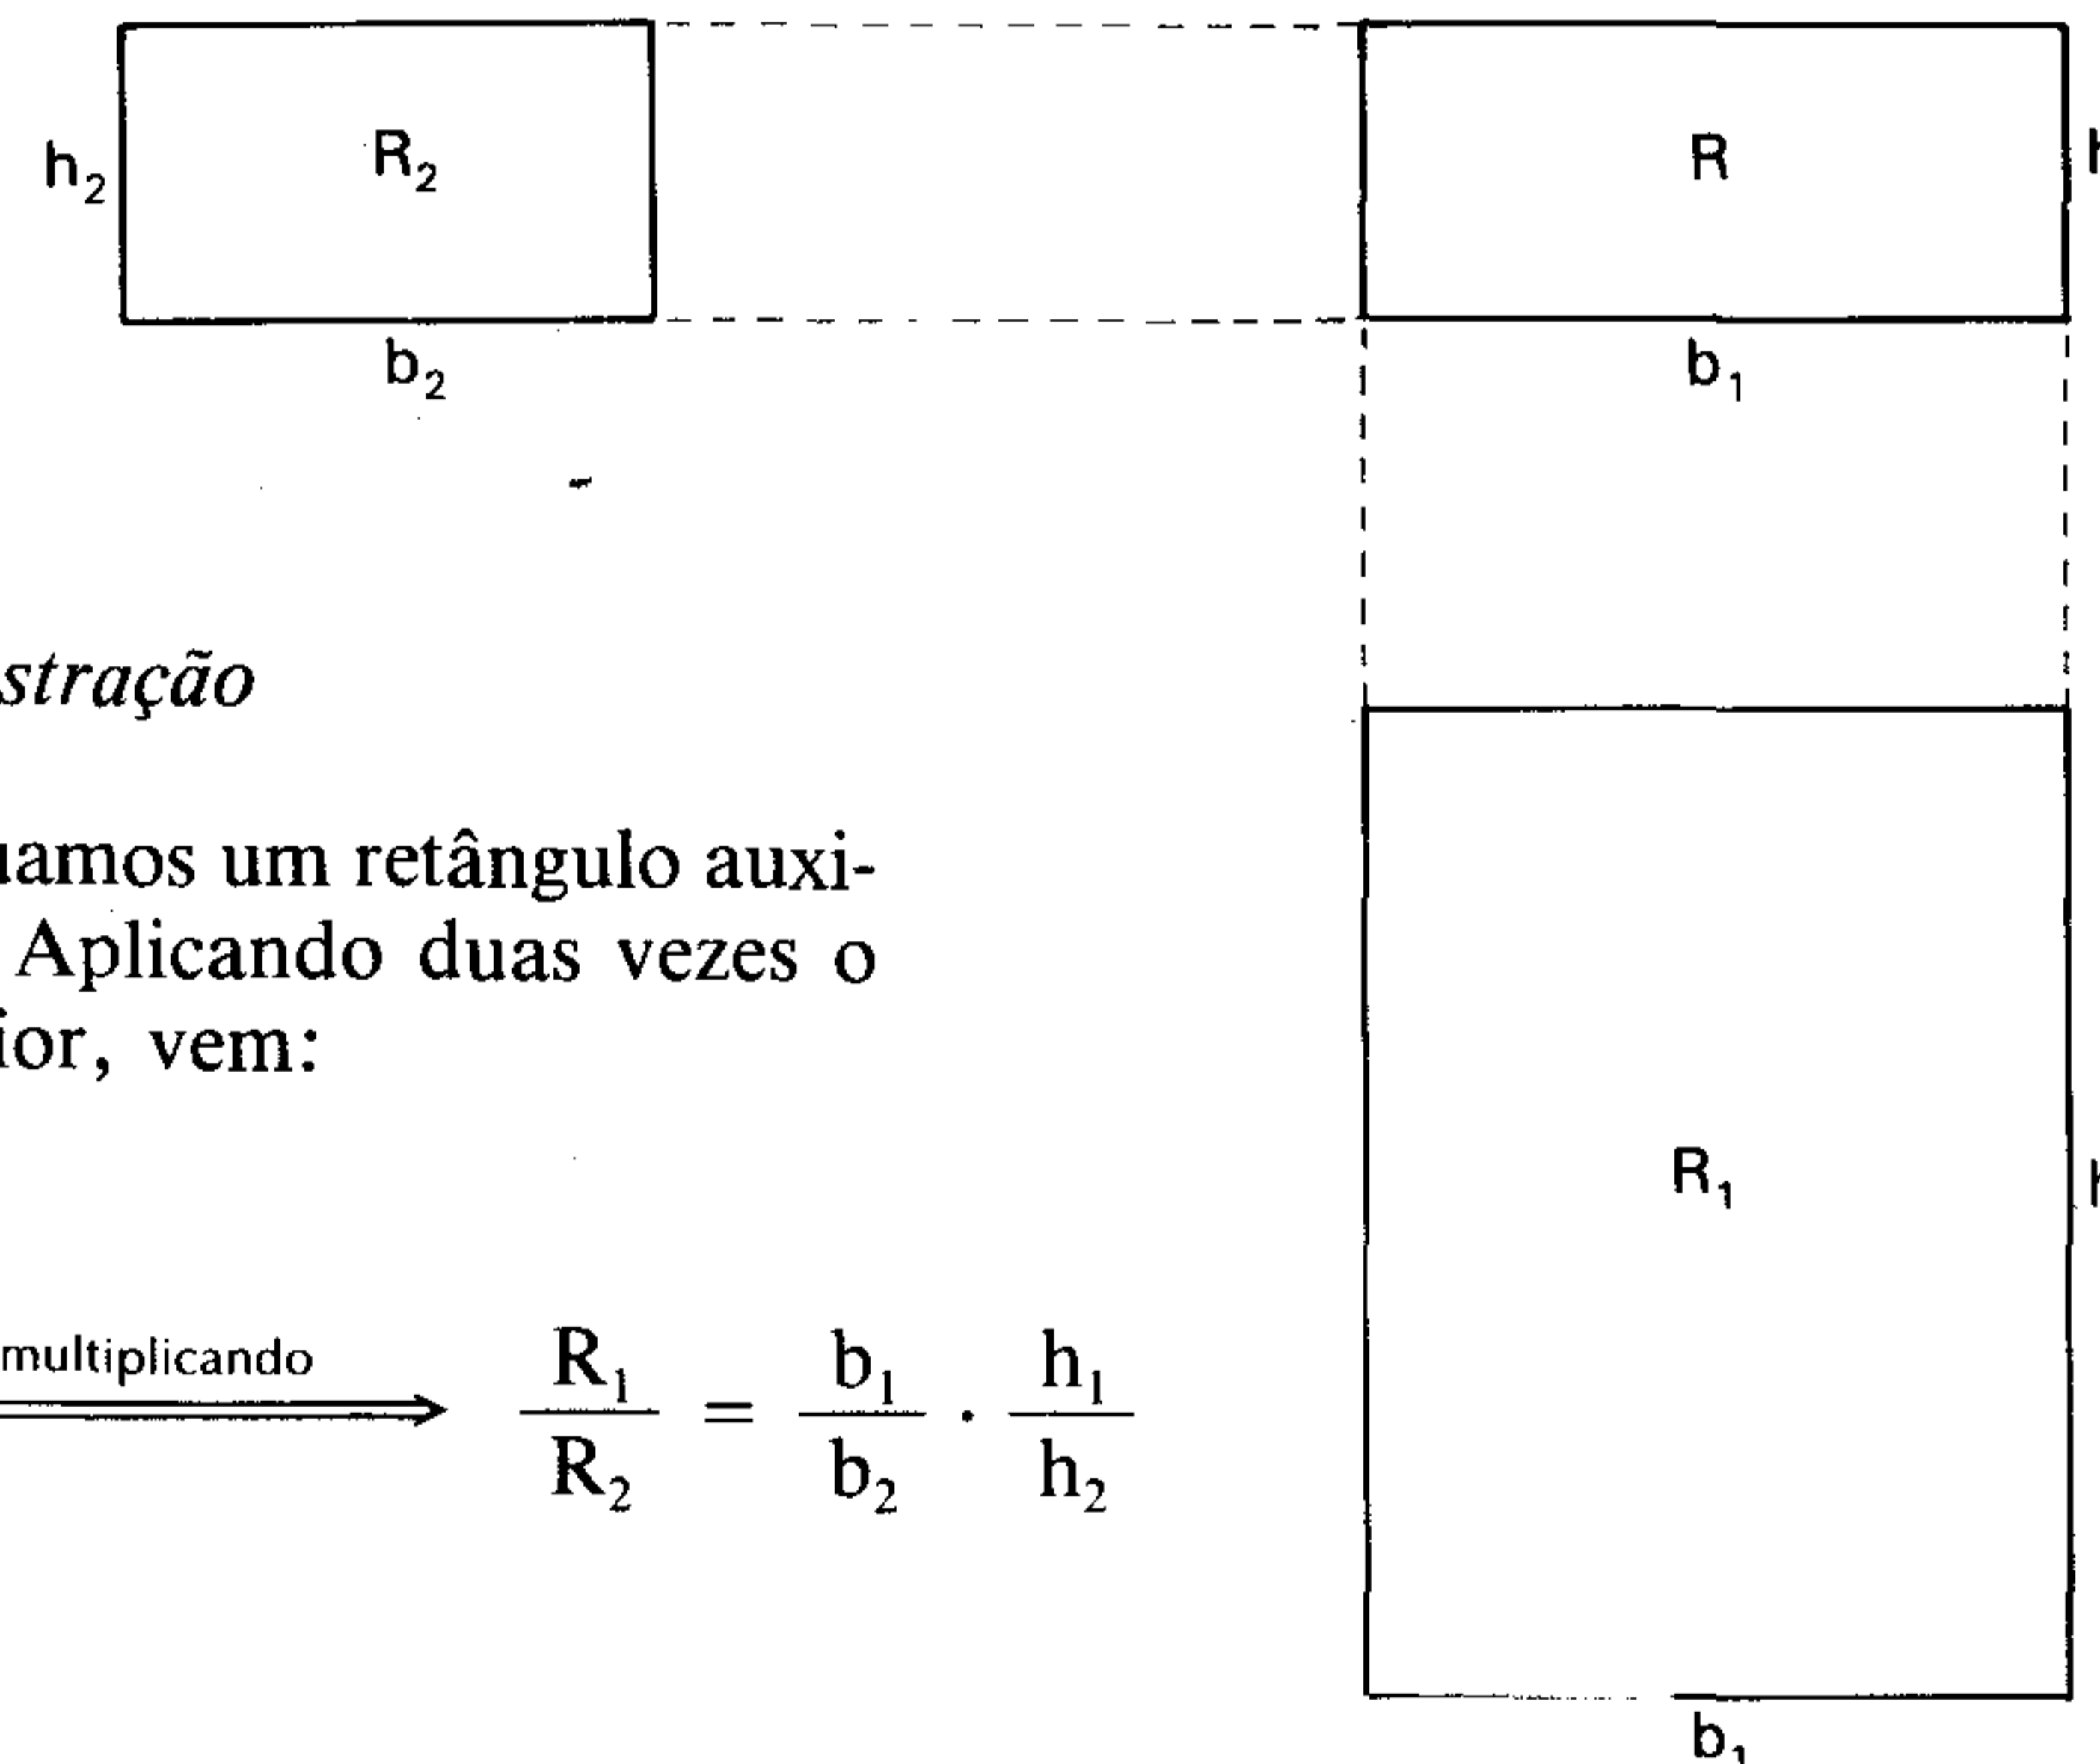 R₂
R
h
h₂
b₂
b₁
stração
uamos um retângulo auxi-
Aplicando duas vezes o
ior, vem:
R₁
h
multiplicando
R₁/R₂ = b₁/b₂ · h₁/h₂
b₁